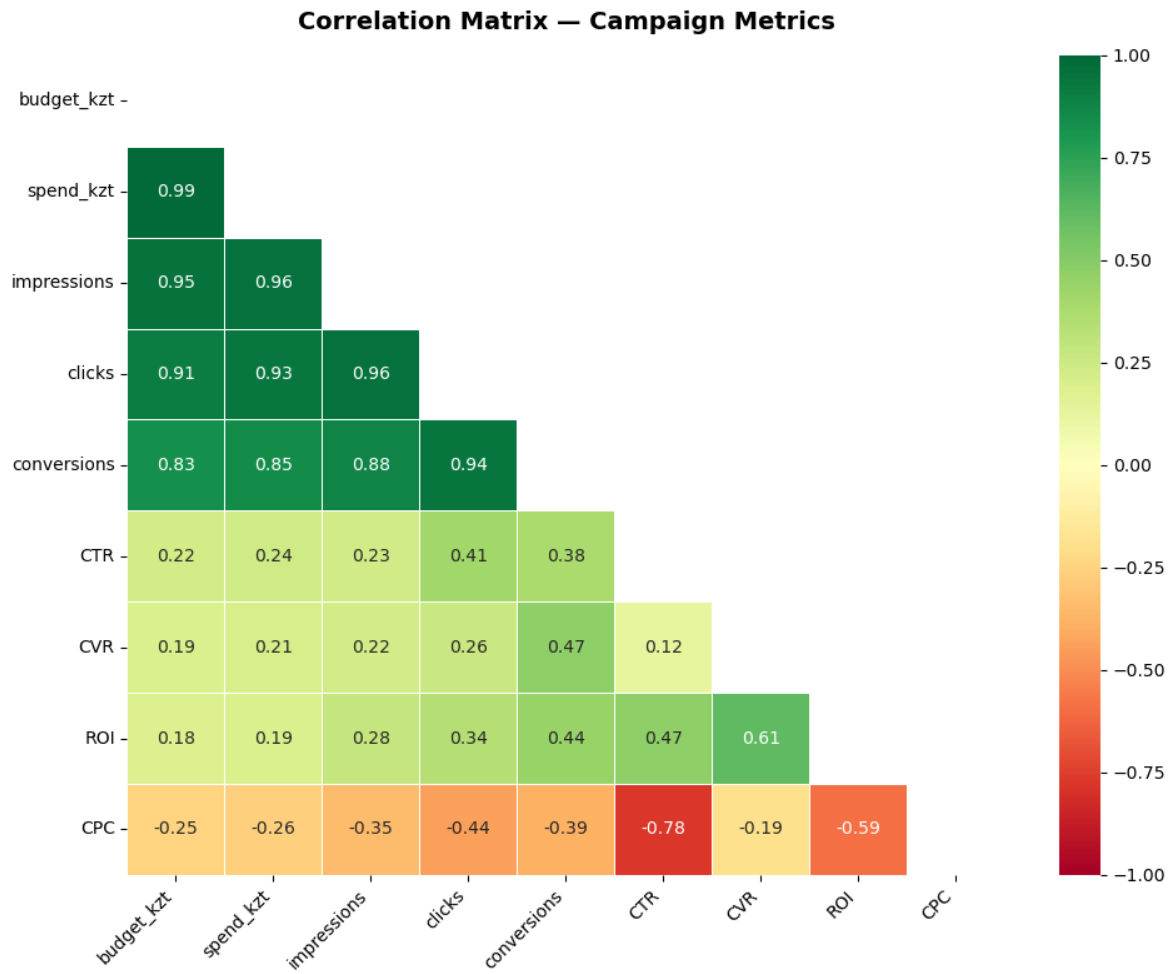 Correlation Matrix — Campaign Metrics
budget_kzt
spend_kzt 0.99
impressions 0.95 0.96
clicks 0.91 0.93 0.96
conversions 0.83 0.85 0.88 0.94
CTR 0.22 0.24 0.23 0.41 0.38
CVR 0.19 0.21 0.22 0.26 0.47 0.12
ROI 0.18 0.19 0.28 0.34 0.44 0.47 0.61
CPC -0.25 -0.26 -0.35 -0.44 -0.39 -0.78 -0.19 -0.59
budget_kzt spend_kzt impressions clicks conversions CTR CVR ROI CPC
1.00
0.75
0.50
0.25
0.00
−0.25
−0.50
−0.75
−1.00